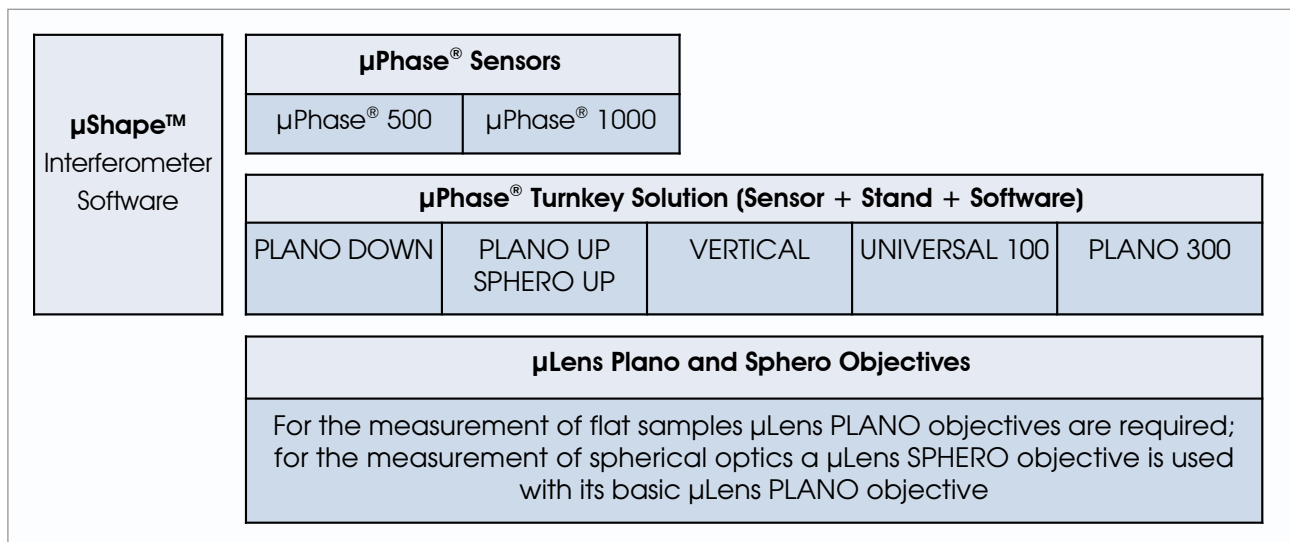 µShape™
Interferometer
Software
µPhase® Sensors
µPhase® 500
µPhase® 1000
µPhase® Turnkey Solution (Sensor + Stand + Software)
PLANO DOWN
PLANO UP
SPHERO UP
VERTICAL
UNIVERSAL 100
PLANO 300
µLens Plano and Sphero Objectives
For the measurement of flat samples µLens PLANO objectives are required;
for the measurement of spherical optics a µLens SPHERO objective is used
with its basic µLens PLANO objective